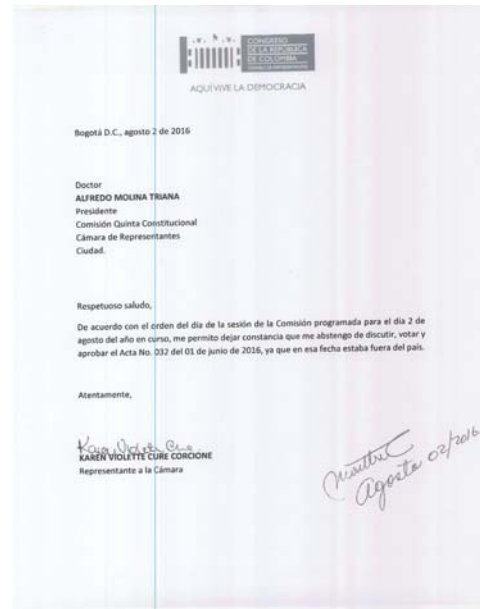 CONGRESO
DE LA REPÚBLICA
DE COLOMBIA
AQUÍ VIVE LA DEMOCRACIA
Bogotá D.C., agosto 2 de 2016
Doctor
ALFREDO MOLINA TRIANA
Presidente
Comisión Quinta Constitucional
Cámara de Representantes
Ciudad.
Respetuoso saludo,
De acuerdo con el orden del día de la sesión de la Comisión programada para el día 2 de
agosto del año en curso, me permito dejar constancia que me abstengo de discutir, votar y
aprobar el Acta No. 032 del 01 de junio de 2016, ya que en esa fecha estaba fuera del país.
Atentamente,
Karen Violette Cure
KAREN VIOLETTE CURE CORCIONE
Representante a la Cámara
agosto 02/2016